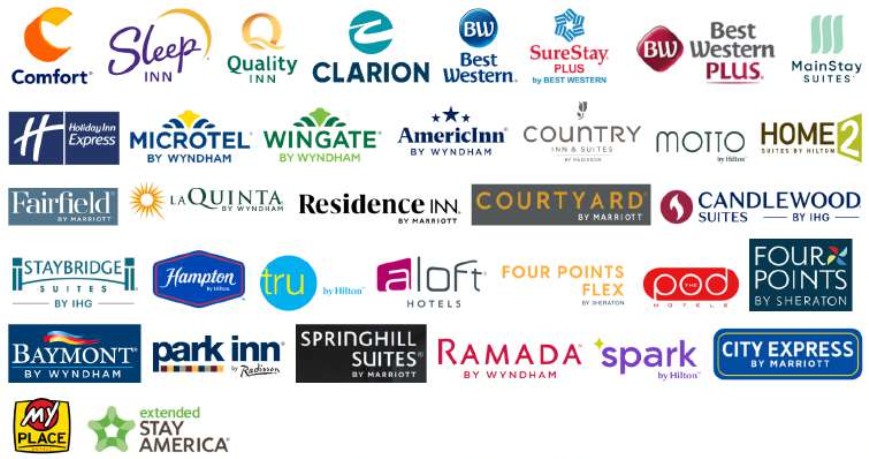 Comfort
Sleep
INN
Quality
INN
CLARION
BW
Best
Western
SureStay
PLUS
by BEST WESTERN
BW
Best
Western
PLUS
MainStay
SUITES
H
Holiday Inn
Express
MICROTEL
BY WYNDHAM
WINGATE
BY WYNDHAM
AmericInn
BY WYNDHAM
COUNTRY
INN & SUITES
BY RADISSON
MOTTO
by Hilton
HOME2
SUITES BY HILTON
Fairfield
BY MARRIOTT
LA QUINTA
BY WYNDHAM
Residence INN.
BY MARRIOTT
COURTYARD
BY MARRIOTT
CANDLEWOOD
SUITES — BY IHG —
STAYBRIDGE
SUITES
— BY IHG —
Hampton
by Hilton
tru
by Hilton™
aloft
HOTELS
FOUR POINTS
FLEX
BY SHERATON
THE
pod
HOTELS
FOUR
POINTS
BY SHERATON
BAYMONT
BY WYNDHAM
park inn
by Radisson
SPRINGHILL
SUITES®
BY MARRIOTT
RAMADA
BY WYNDHAM
spark
by Hilton™
CITY EXPRESS
BY MARRIOTT
MY
PLACE
extended
STAY
AMERICA